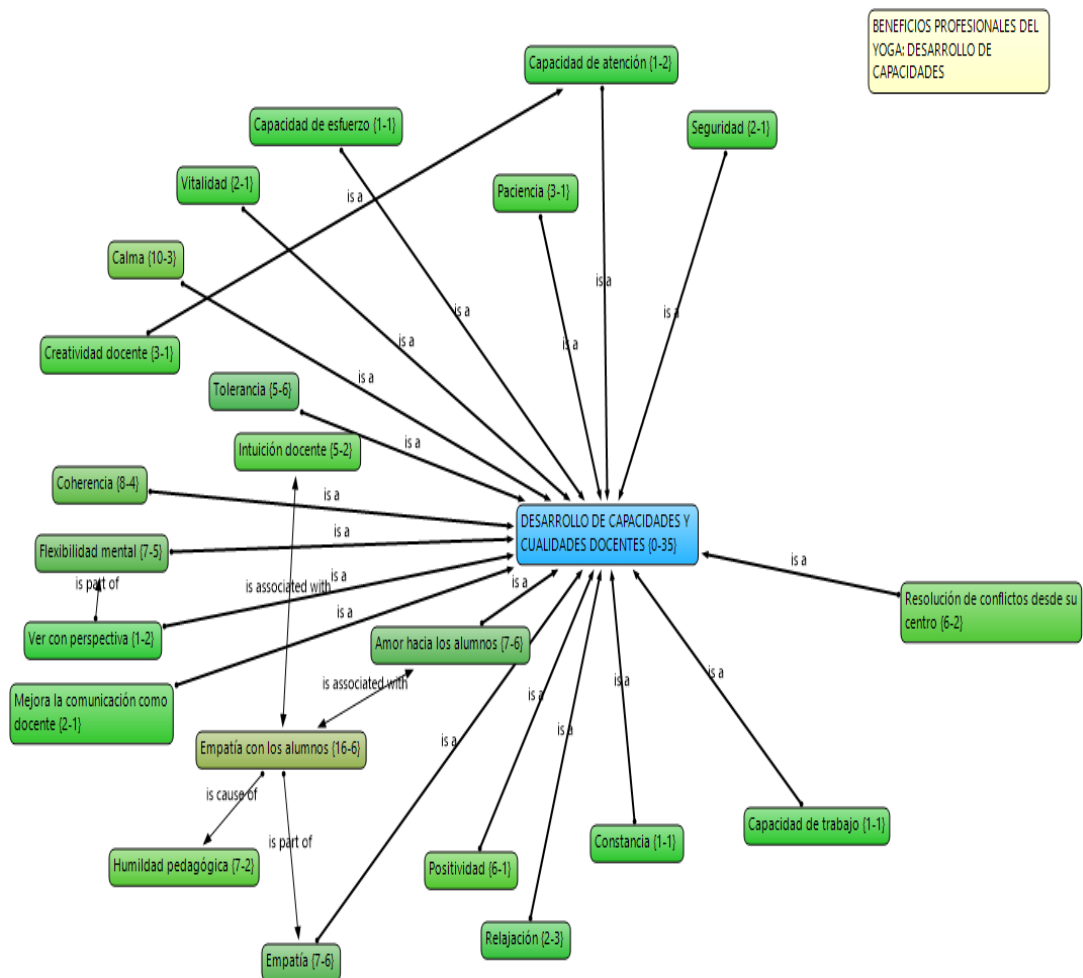 BENEFICIOS PROFESIONALES DEL
YOGA: DESARROLLO DE
CAPACIDADES
Capacidad de atención {1-2}
Capacidad de esfuerzo {1-1}
Seguridad {2-1}
Vitalidad {2-1}
Paciencia {3-1}
is a
Calma {10-3}
is a
is a
is a
Creatividad docente {3-1}
is a
is a
is a
Tolerancia {5-6}
Intuición docente {5-2}
is a
Coherencia {8-4}
is a
DESARROLLO DE CAPACIDADES Y
CUALIDADES DOCENTES {0-35}
Flexibilidad mental {7-5}
is a
is part of
is associated with
is a
is a
is a
Resolución de conflictos desde su
centro {6-2}
Ver con perspectiva {1-2}
is a
Amor hacia los alumnos {7-6}
is associated with
is a
is a
is a
Mejora la comunicación como
docente {2-1}
Empatía con los alumnos {16-6}
is a
is a
is cause of
is part of
Humildad pedagógica {7-2}
Positividad {6-1}
Constancia {1-1}
Capacidad de trabajo {1-1}
Relajación {2-3}
Empatía {7-6}